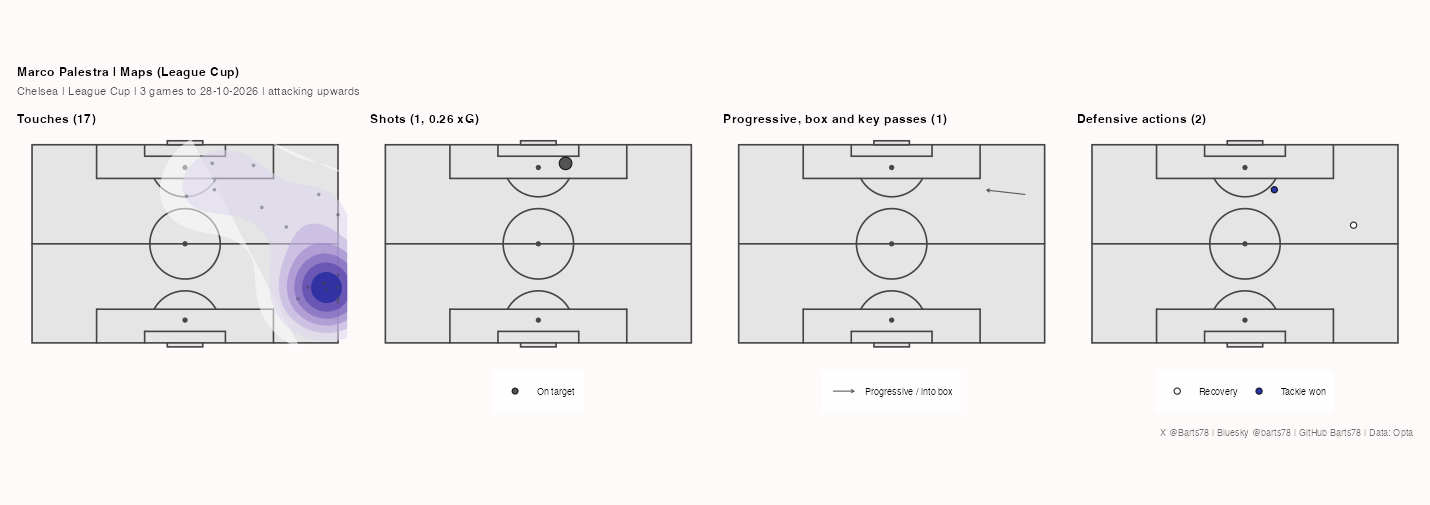 Marco Palestra | Maps (League Cup)
Chelsea | League Cup | 3 games to 28-10-2026 | attacking upwards
Touches (17)
Shots (1, 0.26 xG)
Progressive, box and key passes (1)
Defensive actions (2)
On target
Progressive / into box
Recovery
Tackle won
X @Barts78 | Bluesky @barts78 | GitHub Barts78 | Data: Opta